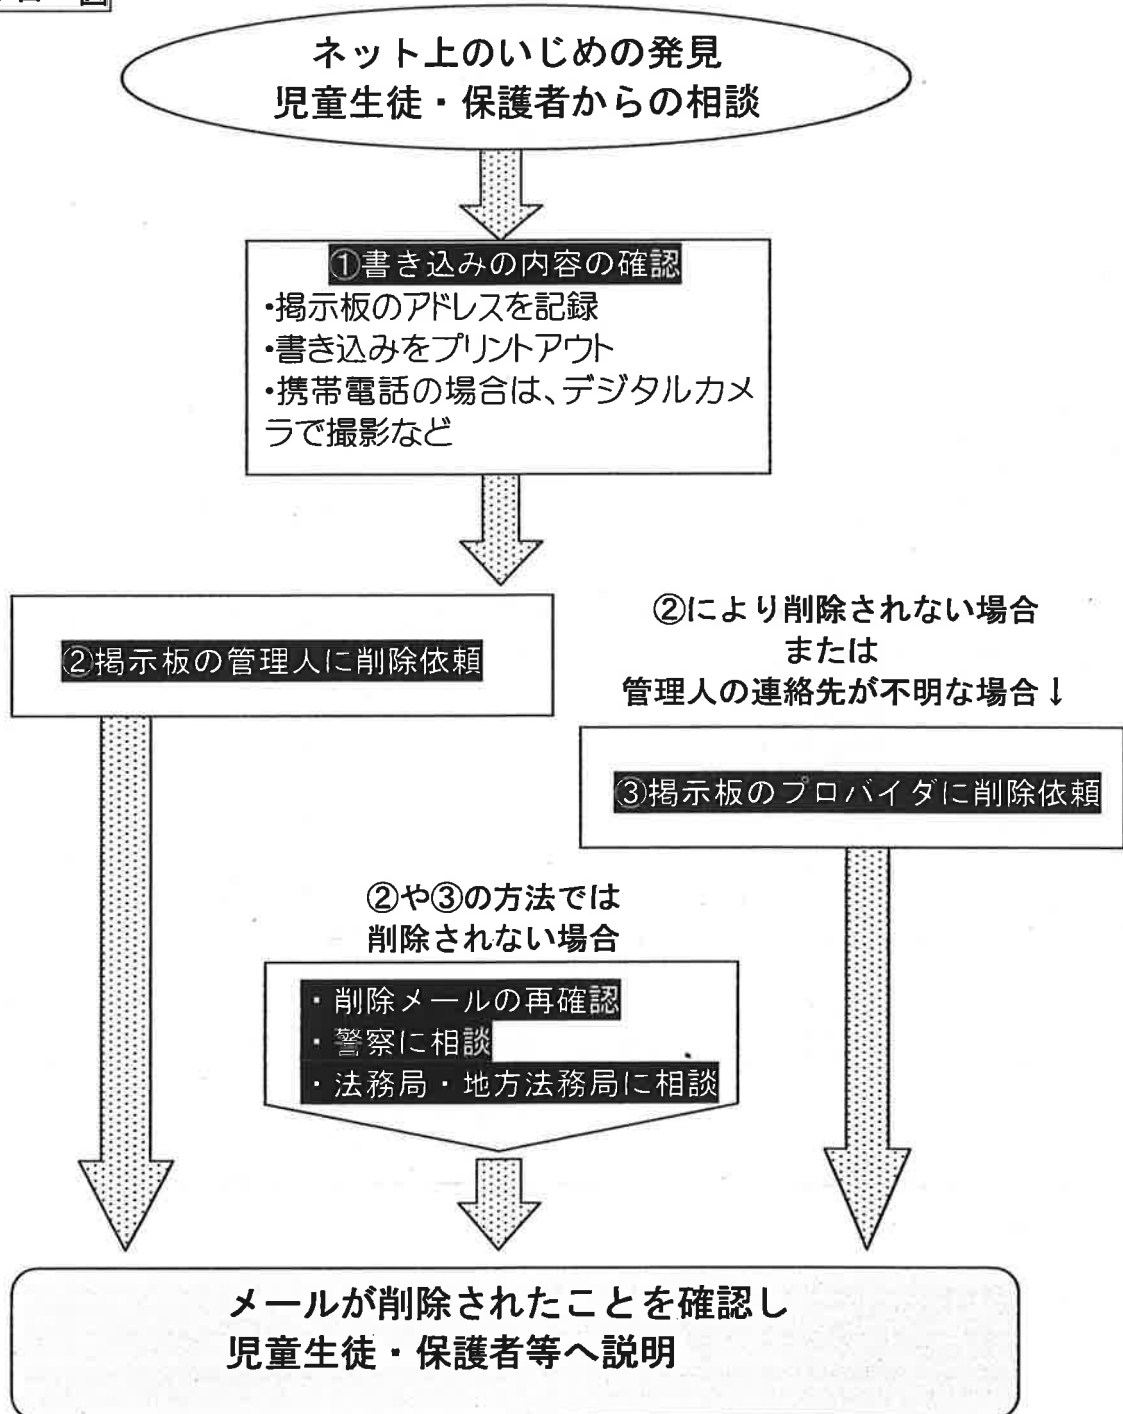 ネット上のいじめの発見
児童生徒・保護者からの相談
①書き込みの内容の確認
・掲示板のアドレスを記録
・書き込みをプリントアウト
・携帯電話の場合は、デジタルカメ
ラで撮影など
②掲示板の管理人に削除依頼
②により削除されない場合
または
管理人の連絡先が不明な場合↓
③掲示板のプロバイダに削除依頼
②や③の方法では
削除されない場合
・削除メールの再確認
・警察に相談
・法務局・地方法務局に相談
メールが削除されたことを確認し
児童生徒・保護者等へ説明